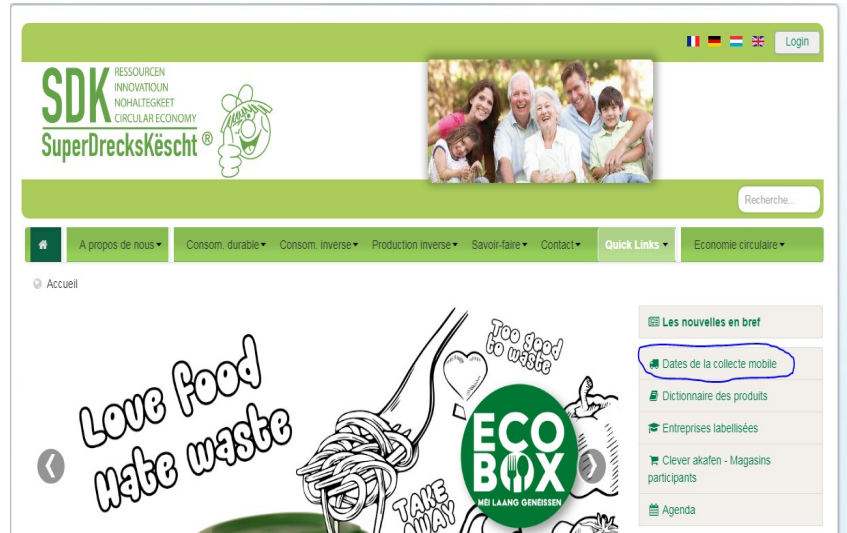 Login
SDK
RESSOURCEN
INNOVATIOUN
NOHALTEGKEET
CIRCULAR ECONOMY
SuperDrecksKëscht ®
Recherche...
A propos de nous
Consom. durable
Consom. inverse
Production inverse
Savoir-faire
Contact
Quick Links
Economie circulaire
Accueil
Love food
Hate waste
Too good
to waste
ECO
BOX
MEI LAANG GENÉISSEN
TAKE
AWAY
Les nouvelles en bref
Dates de la collecte mobile
Dictionnaire des produits
Entreprises labellisées
Clever akafen - Magasins
participants
Agenda